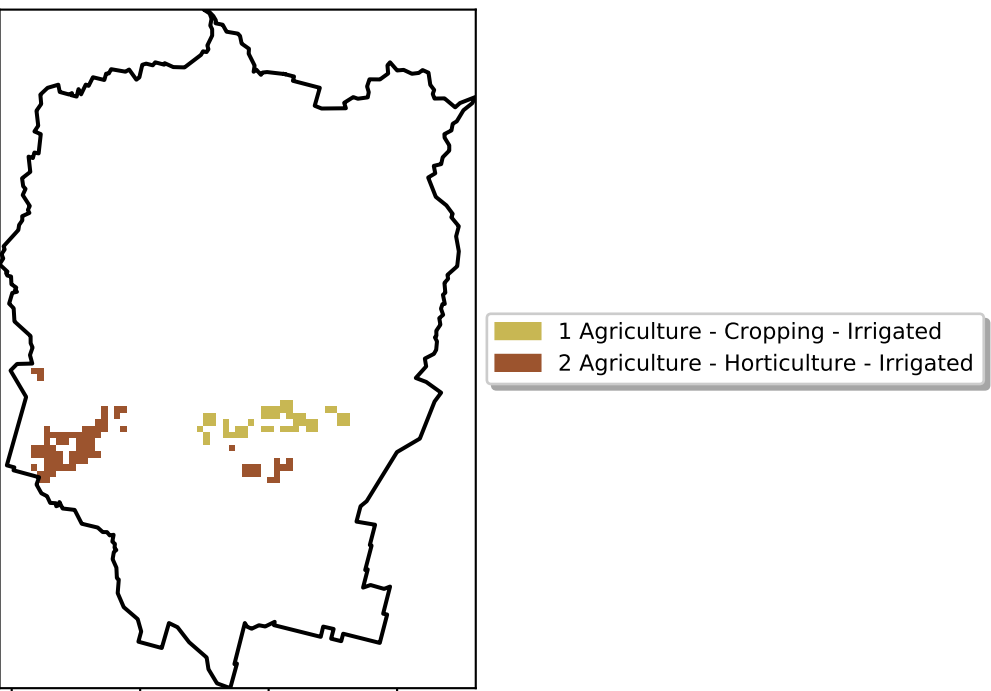 1 Agriculture - Cropping - Irrigated
2 Agriculture - Horticulture - Irrigated